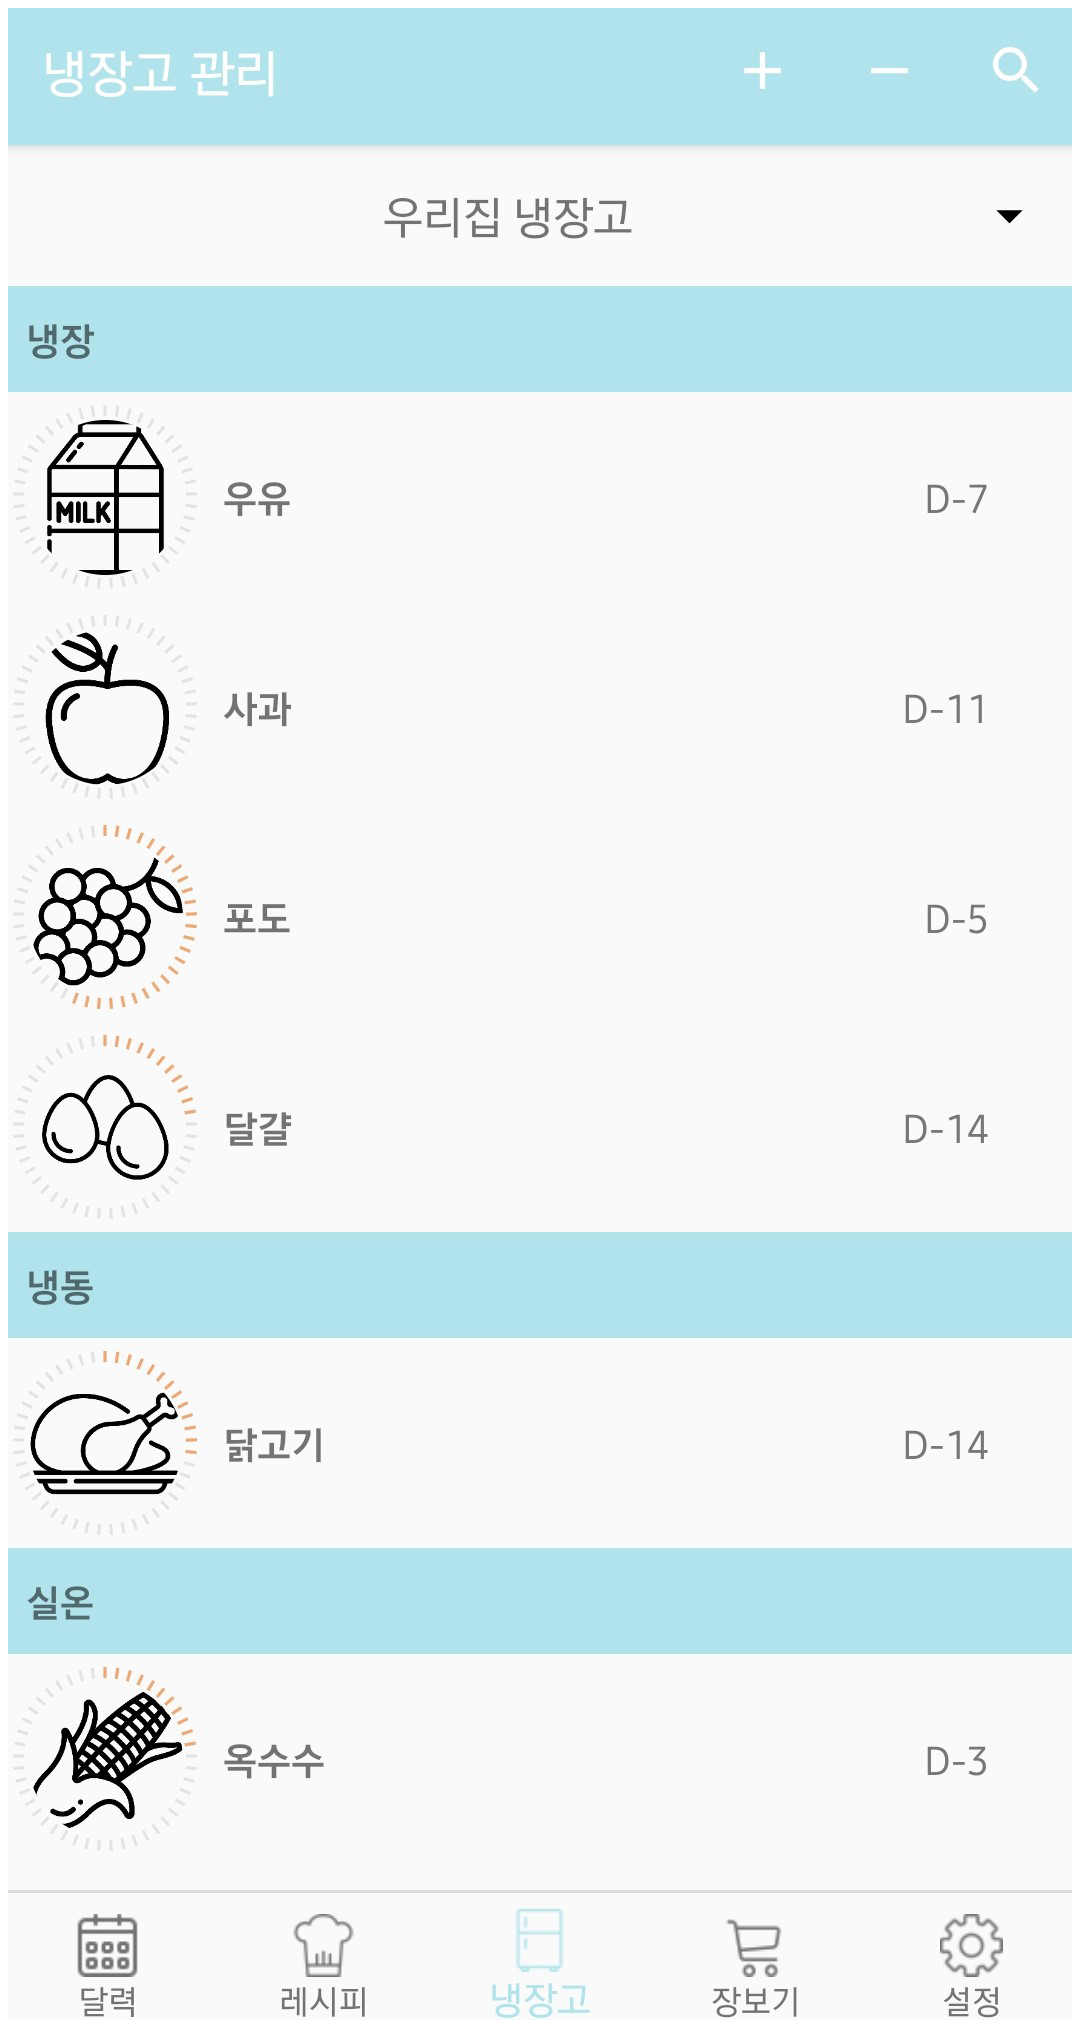 냉장고 관리
우리집 냉장고
냉장
MILK
우유 D-7
사과 D-11
포도 D-5
달걀 D-14
냉동
닭고기 D-14
실온
옥수수 D-3
달력 레시피 냉장고 장보기 설정